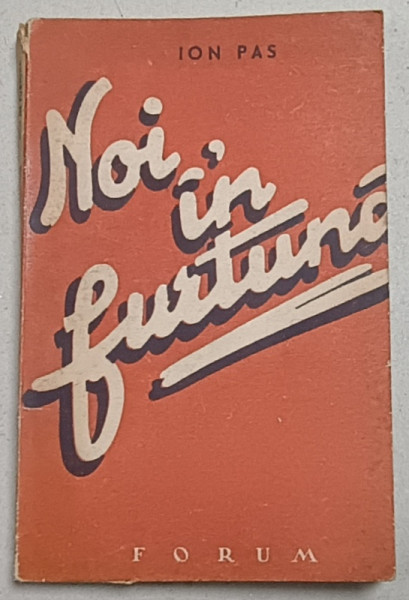 ION PAS
Noi,
în
furtună
FORUM